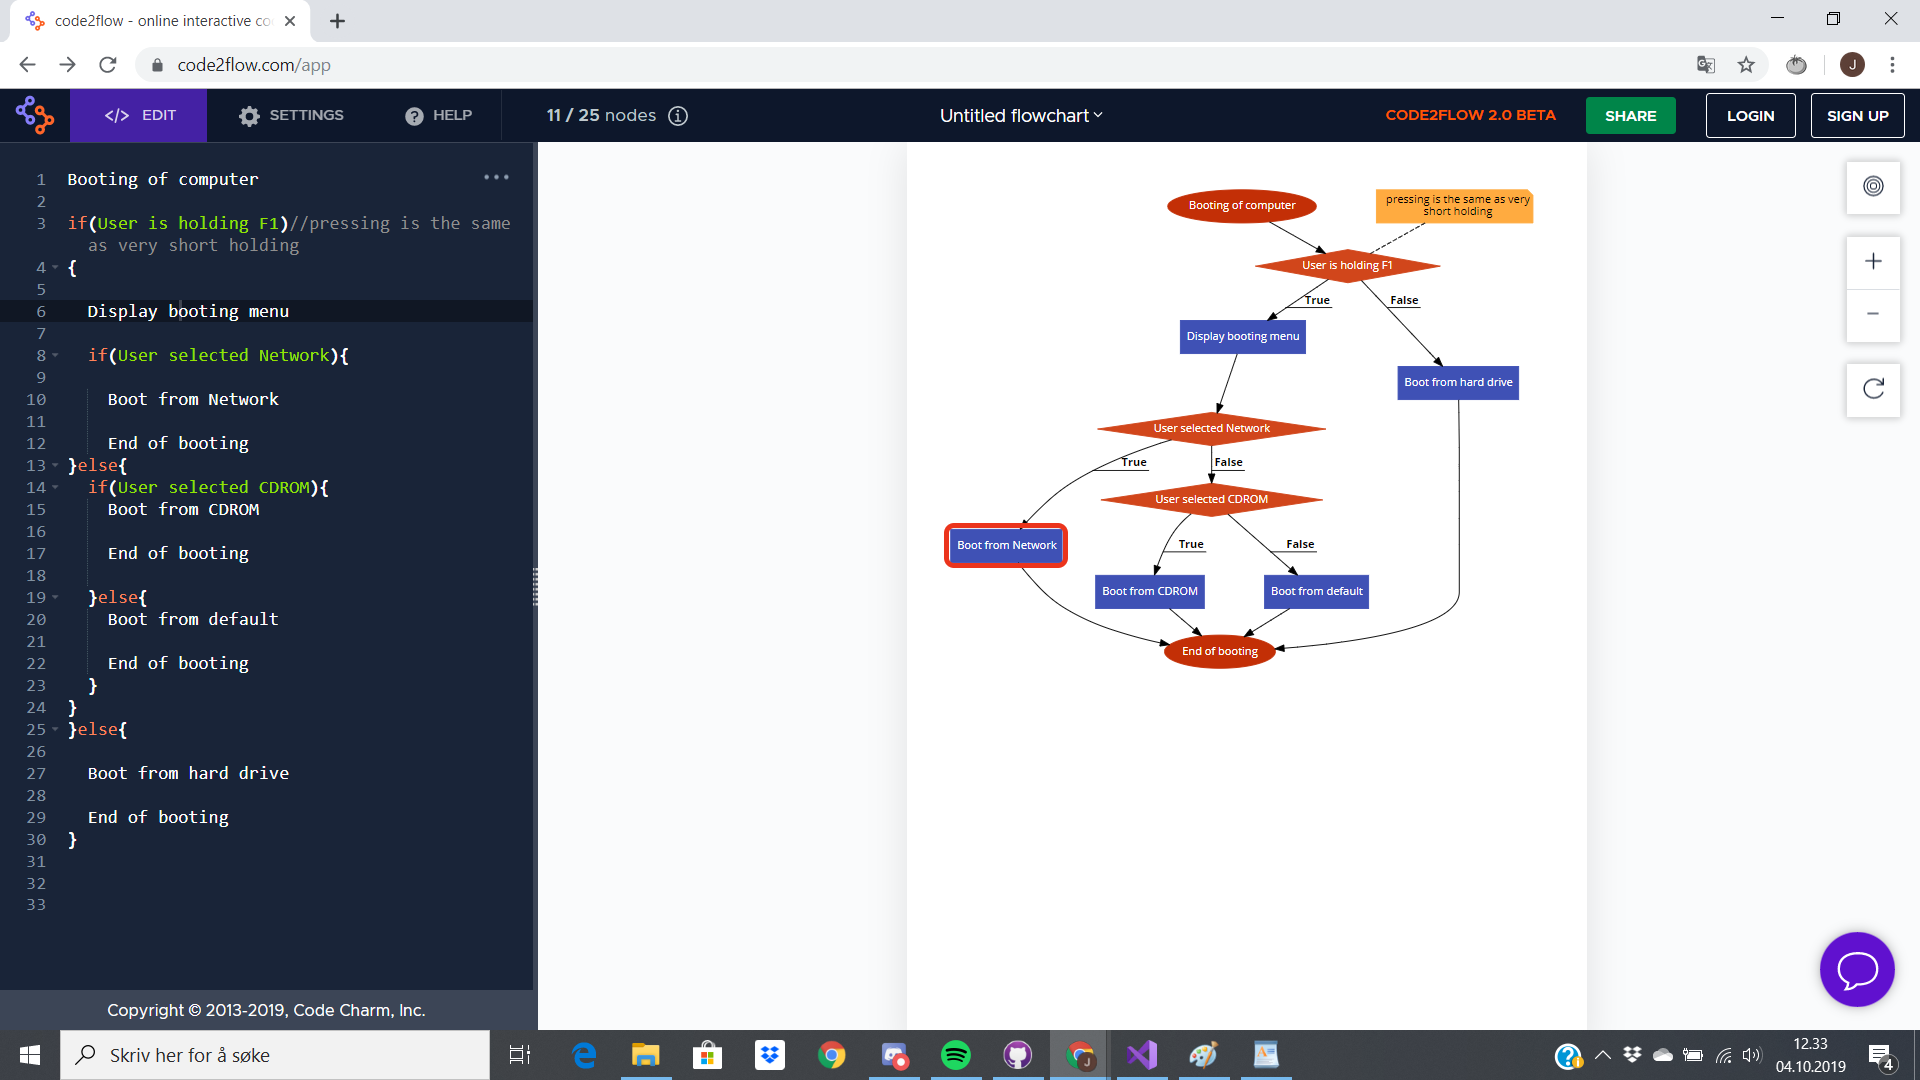 code2flow - online interactive co
code2flow.com/app
J
</> EDIT
SETTINGS
? HELP
11 / 25 nodes
Untitled flowchart
CODE2FLOW 2.0 BETA
SHARE
LOGIN
SIGN UP
1 Booting of computer
2
3 if(User is holding F1)//pressing is the same
as very short holding
4 {
5
6 Display booting menu
7
8 if(User selected Network){
9
10 Boot from Network
11
12 End of booting
13 }else{
14 if(User selected CDROM){
15 Boot from CDROM
16
17 End of booting
18
19 }else{
20 Boot from default
21
22 End of booting
23 }
24 }
25 }else{
26
27 Boot from hard drive
28
29 End of booting
30 }
31
32
33
Copyright © 2013-2019, Code Charm, Inc.
Booting of computer
pressing is the same as very
short holding
User is holding F1
True
False
Display booting menu
Boot from hard drive
User selected Network
True
False
User selected CDROM
Boot from Network
True
False
Boot from CDROM
Boot from default
End of booting
Skriv her for å søke
12.33
04.10.2019
4